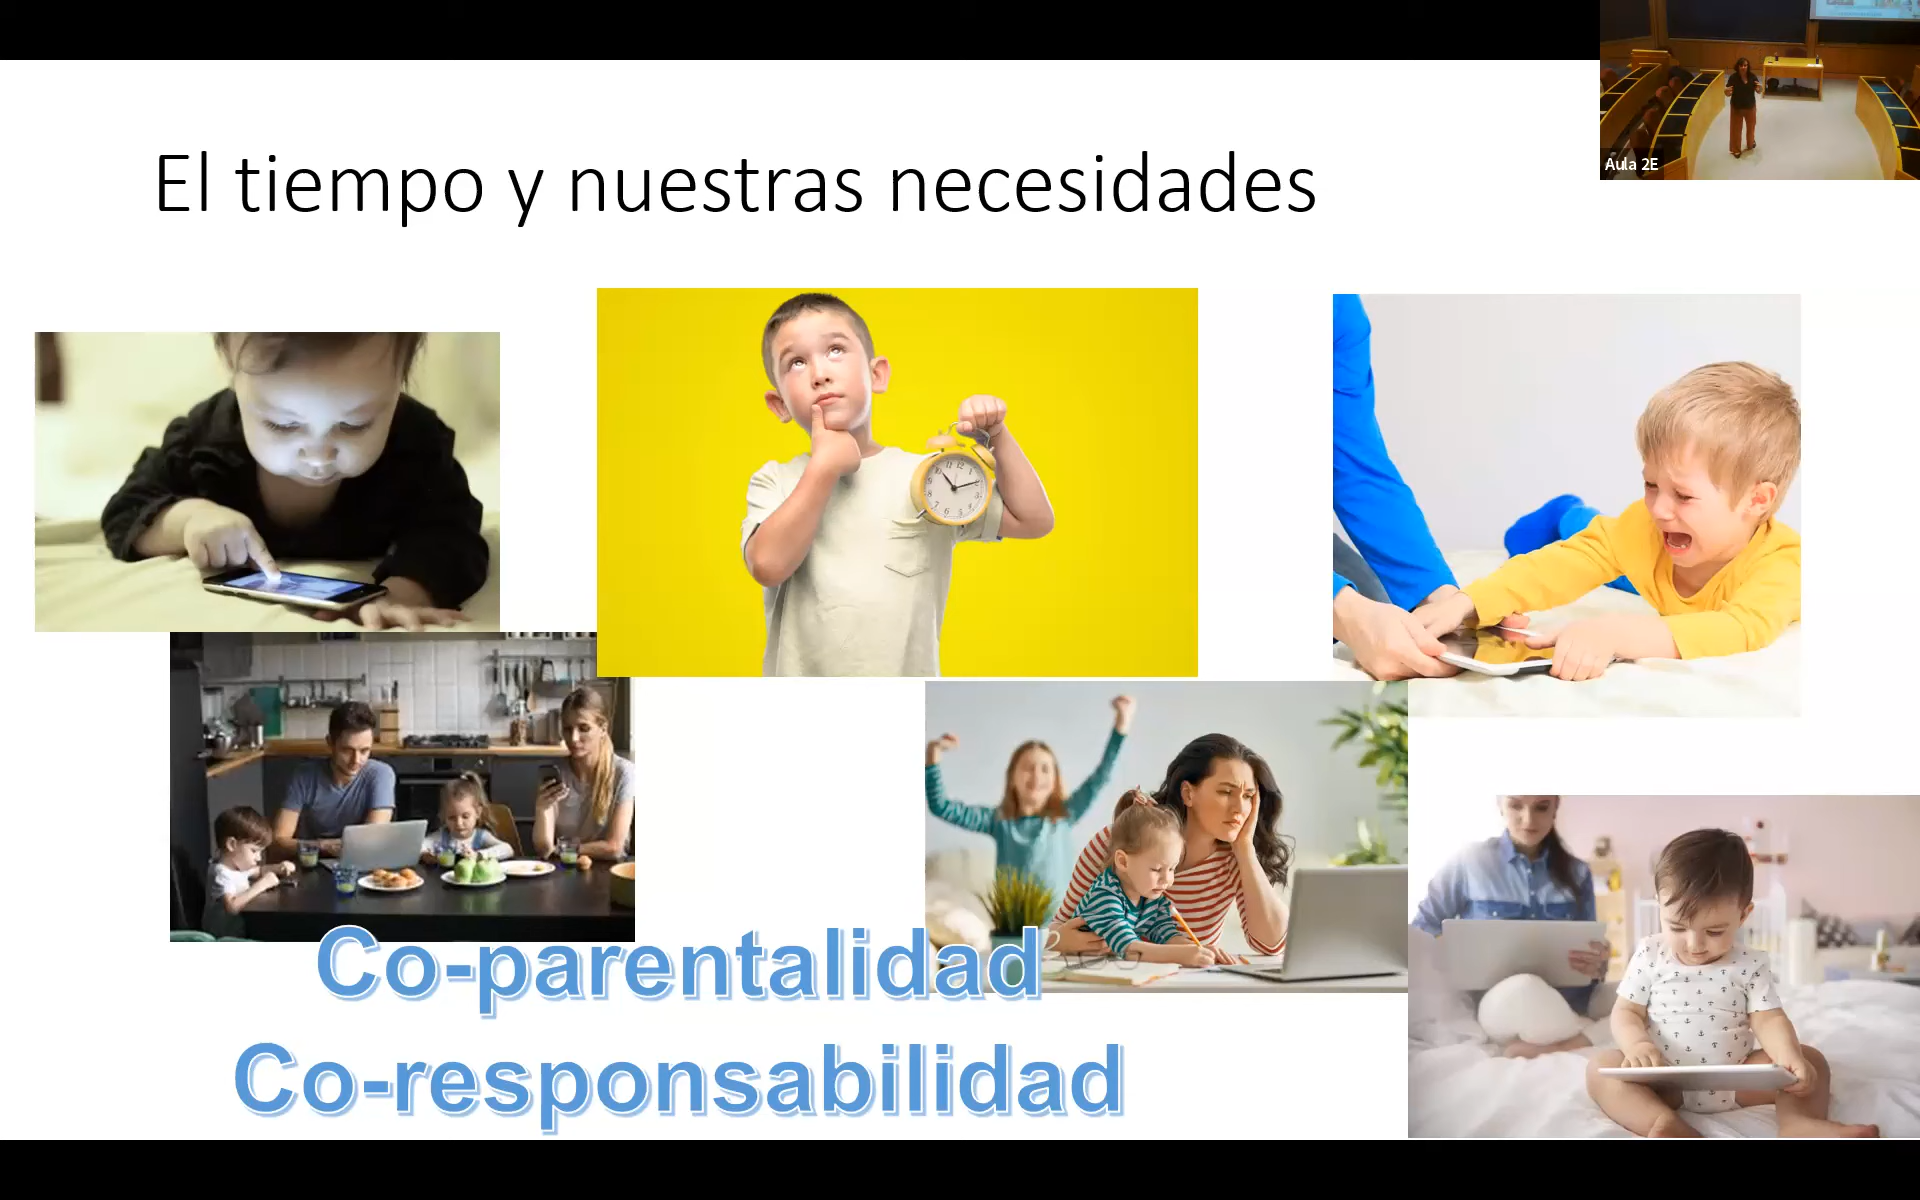 El tiempo y nuestras necesidades
Aula 2E
Co-parentalidad
Co-responsabilidad